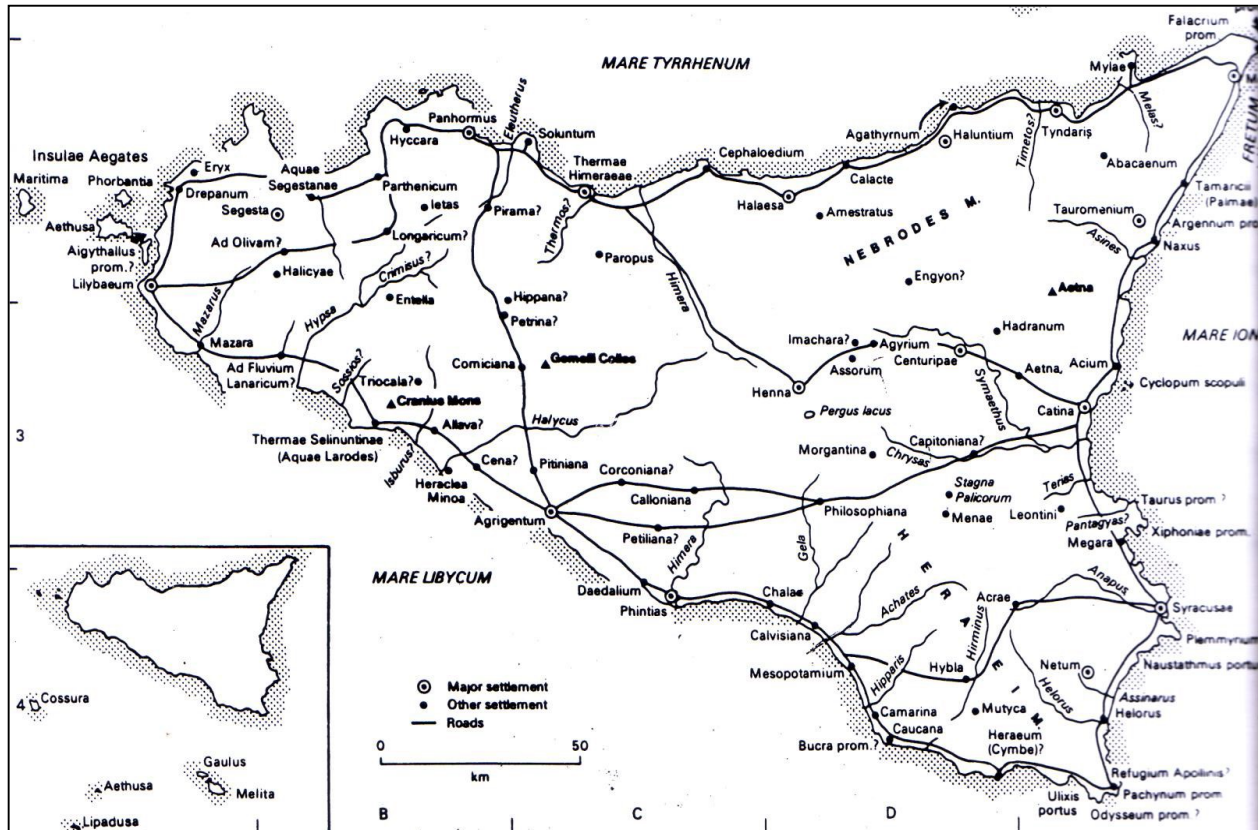 Falacrium
prom.
MARE TYRRHENUM
Mylae
Melas?
FRETUM
Eleutherus
Panhormus
Soluntum
Hyccara
Agathyrnum
Haluntium
Timetos?
Tyndaris
Abacaenum
Insulae Aegates
Maritima
Phorbantia
Eryx
Drepanum
Aquae
Segestanae
Parthenicum
Ietas
Segesta
Thermae
Himeraeae
Cephaloedium
Calacte
Halaesa
Amestratus
Tamaricii
(Palmae)
Tauromenium
Argennum pro
Aethusa
Aigythallus
prom.?
Lilybaeum
Ad Olivam?
Longaricum?
Pirama?
Thermos?
Paropus
NEBRODES M.
Asines
Naxus
Halicyae
Crimisus?
Entella
Hippana?
Petrina?
Himera
Engyon?
Aetna
Mazarus
Hypsa
Mazara
Ad Fluvium
Lanaricum?
Sossios?
Triocala?
Comiciana
Gemelli Colles
Imachara?
Agyrium
Assorum
Centuripae
Hadranum
MARE ION
Aetna
Acium
Cyclopum scopuli
Cranius Mons
Henna
Symaethus
Catina
3
Allava?
Halycus
Pergus lacus
Thermae Selinuntinae
(Aquae Larodes)
Isburus?
Heraclea
Minoa
Cena?
Pitiniana
Corconiana?
Calloniana
Morgantina
Chrysas
Capitoniana?
Agrigentum
Petiliana?
Philosophiana
Stagna
Palicorum
Menae
Terias
Leontini
Taurus prom.?
Pantagyas?
Xiphoniae prom.
Megara
MARE LIBYCUM
Himera
Gela
HERAEI M.
Daedalium
Phintias
Chalae
Calvisiana
Achates
Hirminus
Acrae
Anapus
Syracusae
Plemmyrium
Mesopotamium
Hipparis
Hybla
Netum
Helorus
Naustathmus portu
Assinarus
Helorus
Mutyca
Camarina
Caucana
Bucra prom.?
Heraeum
(Cymbe)?
Refugium Apollinis?
Pachynum prom
Ulixis
portus
Odysseum prom.?
Major settlement
Other settlement
Roads
0 50
km
4
Cossura
Gaulus
Melita
Aethusa
Lipadusa
B C D